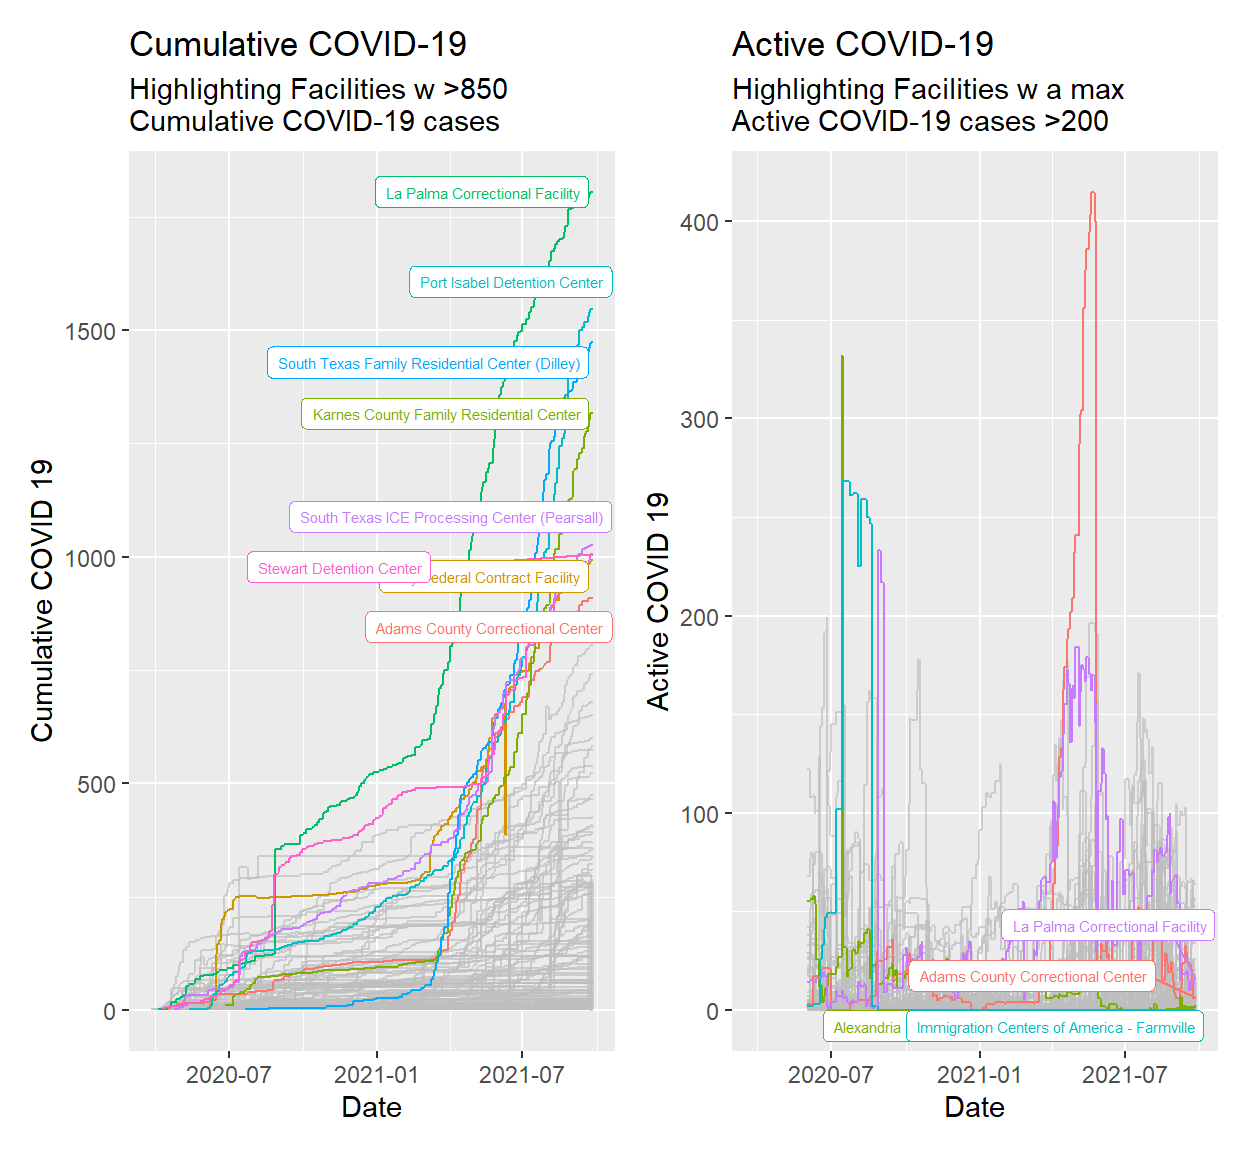 Cumulative COVID-19
Highlighting Facilities w >850
Cumulative COVID-19 cases
Cumulative COVID 19
1500
1000
500
0
La Palma Correctional Facility
Port Isabel Detention Center
South Texas Family Residential Center (Dilley)
Karnes County Family Residential Center
South Texas ICE Processing Center (Pearsall)
Stewart Detention Center
Federal Contract Facility
Adams County Correctional Center
2020-07 2021-01 2021-07
Date
Active COVID-19
Highlighting Facilities w a max
Active COVID-19 cases >200
Active COVID 19
400
300
200
100
0
La Palma Correctional Facility
Adams County Correctional Center
Alexandria
Immigration Centers of America - Farmville
2020-07 2021-01 2021-07
Date